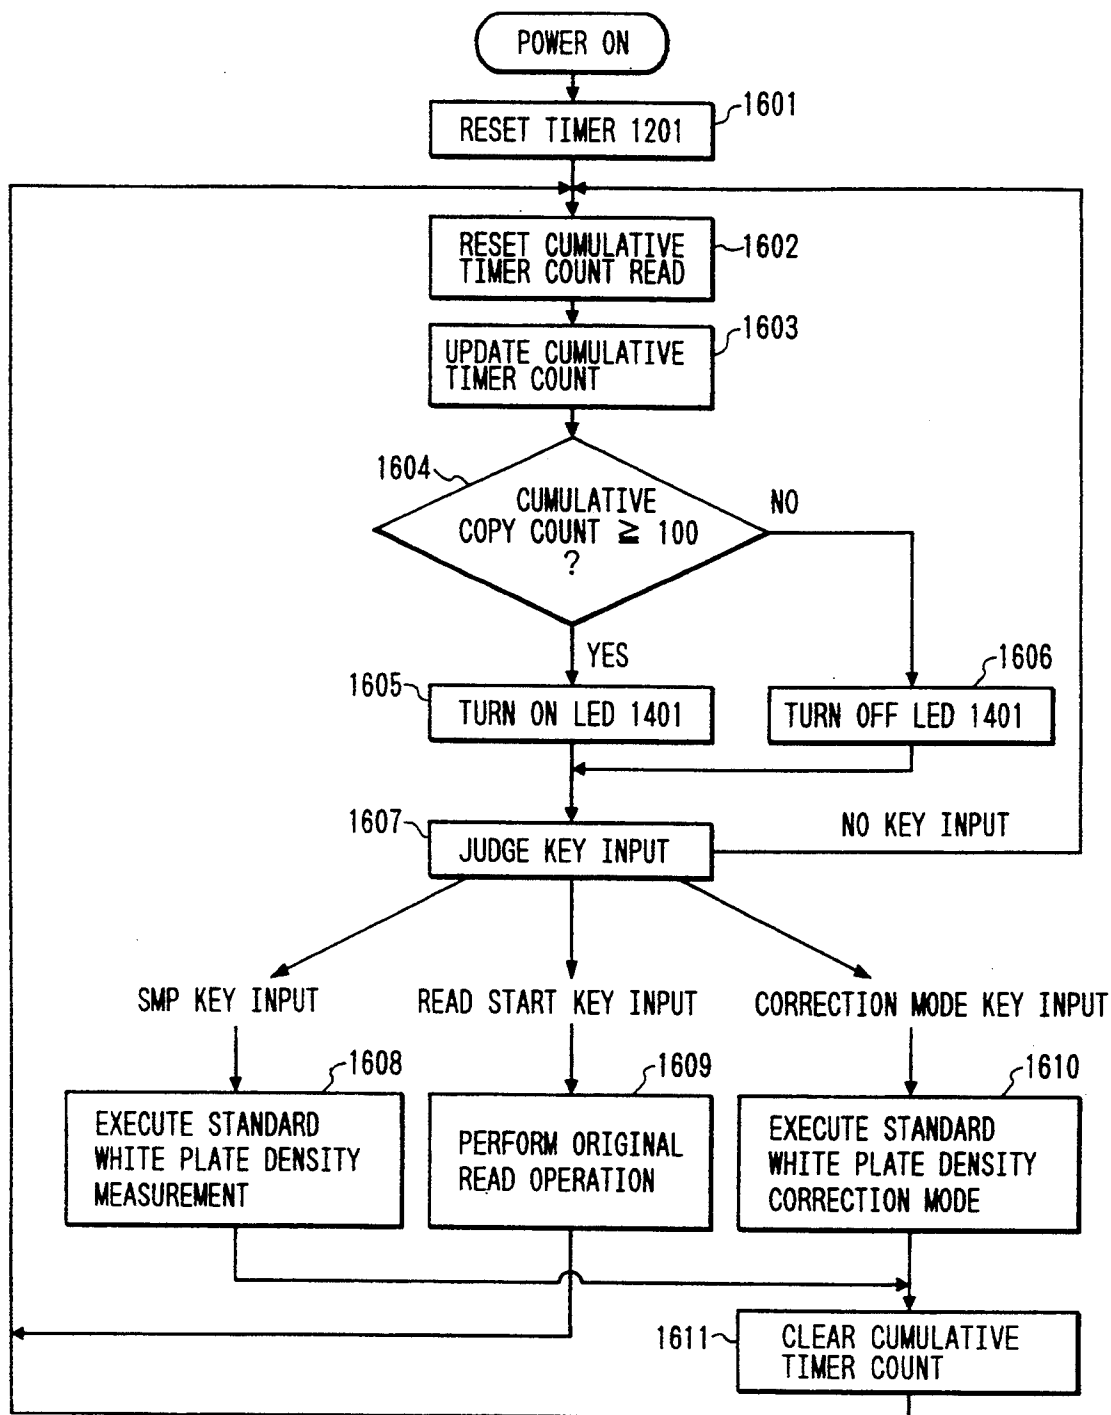 POWER ON
1601
RESET TIMER 1201
RESET CUMULATIVE
TIMER COUNT READ
1602
1603
UPDATE CUMULATIVE
TIMER COUNT
1604
CUMULATIVE
COPY COUNT ≧ 100
?
NO
YES
1605
TURN ON LED 1401
1606
TURN OFF LED 1401
1607
JUDGE KEY INPUT
NO KEY INPUT
SMP KEY INPUT
READ START KEY INPUT
CORRECTION MODE KEY INPUT
1608
EXECUTE STANDARD
WHITE PLATE DENSITY
MEASUREMENT
1609
PERFORM ORIGINAL
READ OPERATION
1610
EXECUTE STANDARD
WHITE PLATE DENSITY
CORRECTION MODE
1611
CLEAR CUMULATIVE
TIMER COUNT